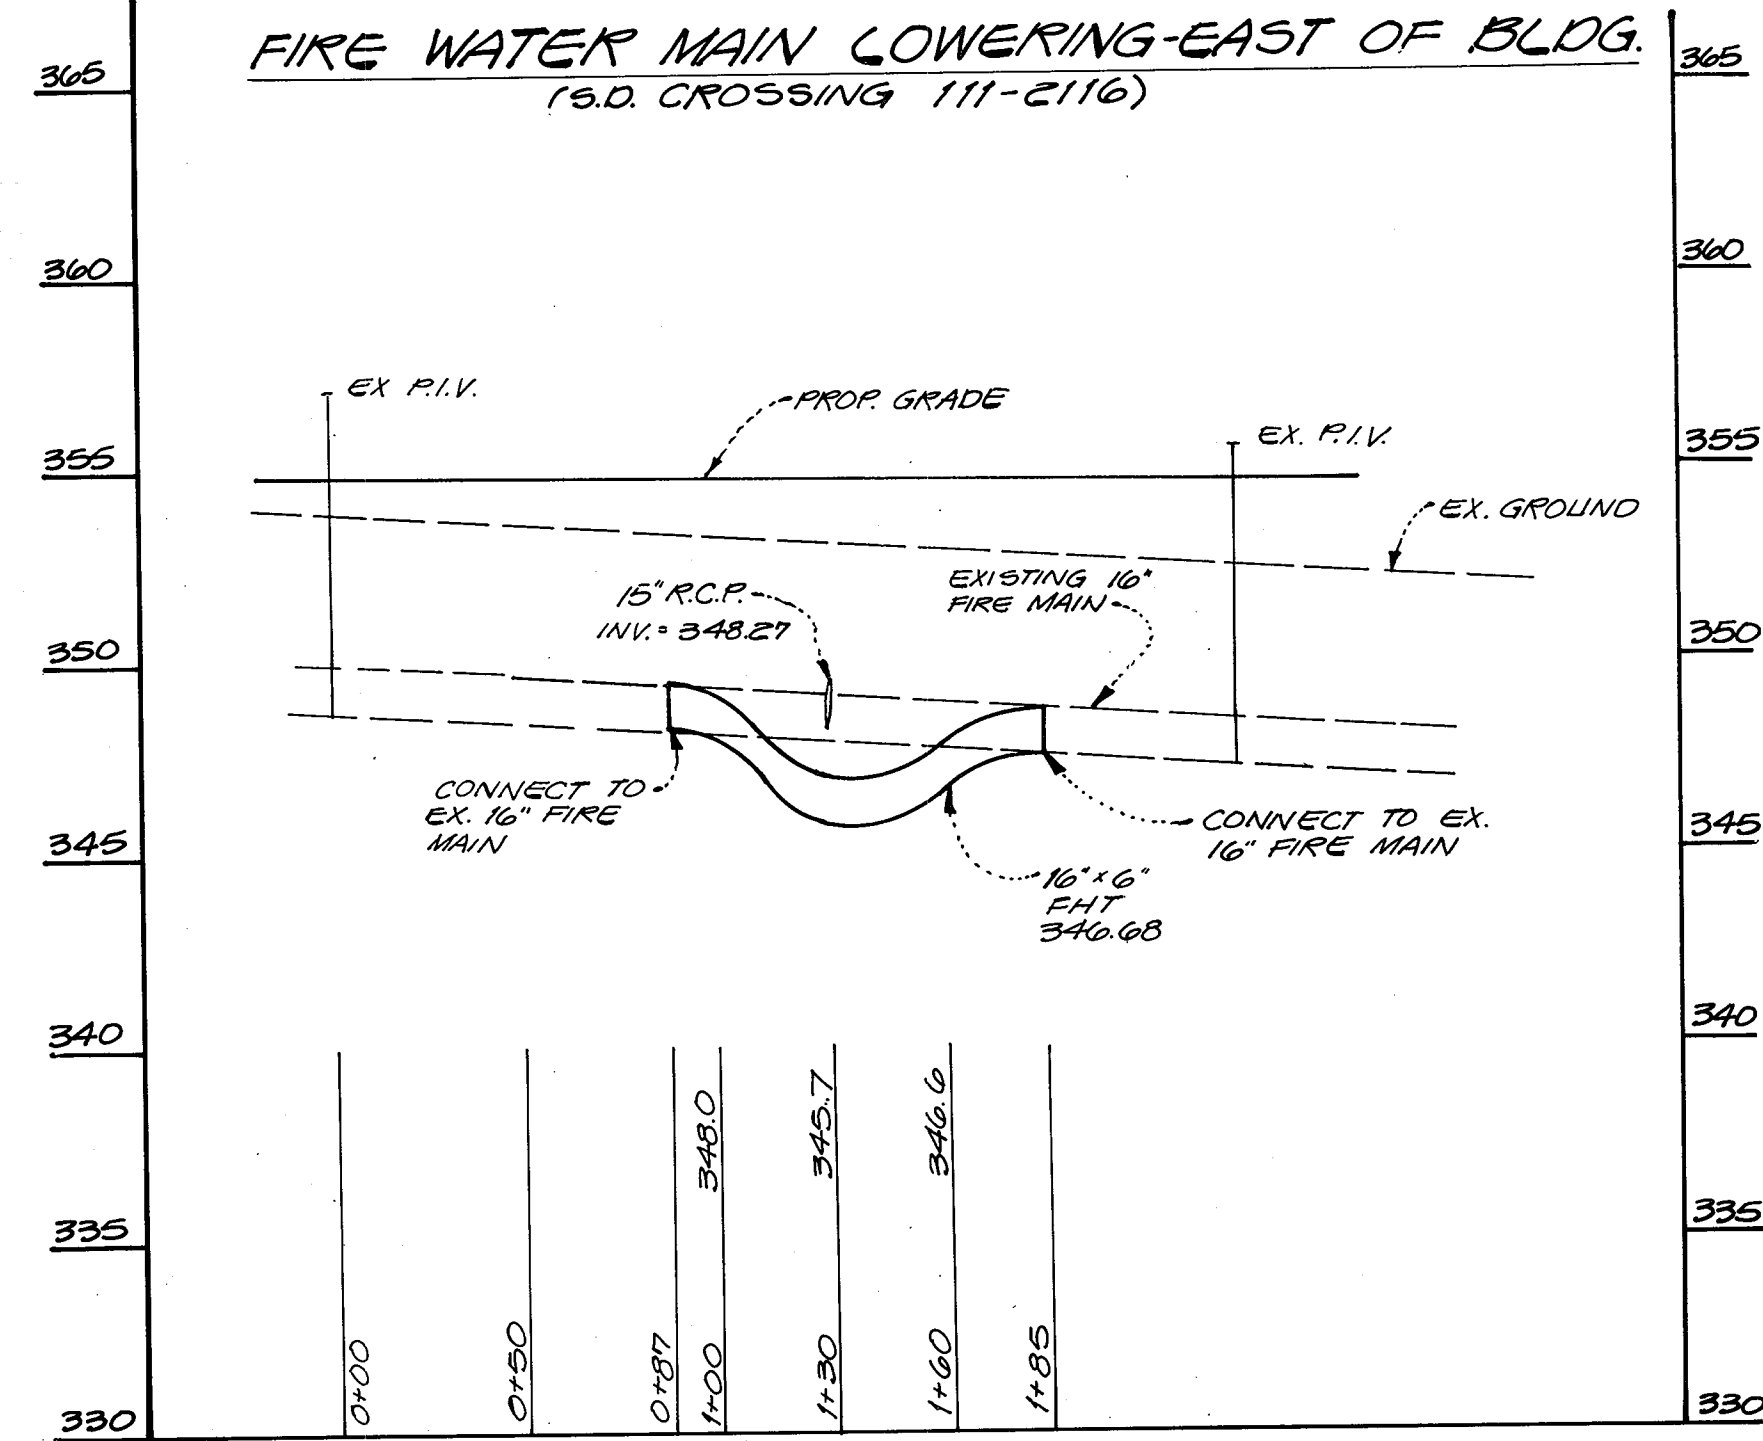 FIRE WATER MAIN LOWERING-EAST OF BLDG.
(S.D. CROSSING 111-2116)
365
365
360
360
EX P.I.V.
PROP. GRADE
EX. P.I.V.
355
355
EX. GROUND
EXISTING 16"
FIRE MAIN
15" R.C.P.
INV. = 348.27
350
350
CONNECT TO
EX. 16" FIRE
MAIN
CONNECT TO EX.
16" FIRE MAIN
345
345
16" x 6"
FHT
346.68
340
340
348.0
345.7
346.6
335
335
0+00
0+50
0+87
1+00
1+30
1+60
1+85
330
330